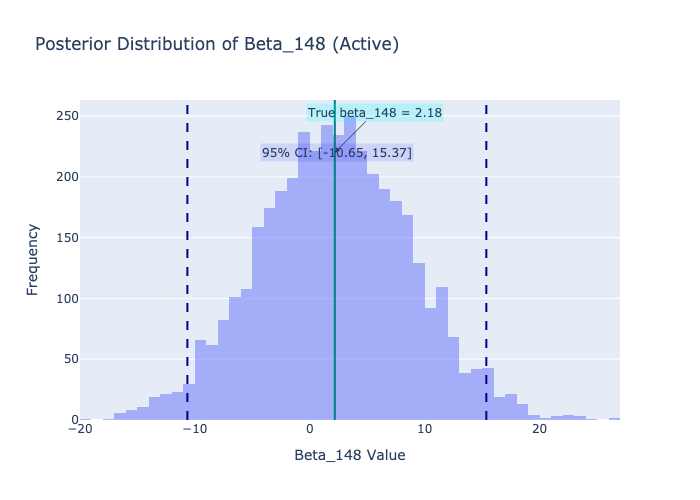 Posterior Distribution of Beta_148 (Active)
True beta_148 = 2.18
95% CI: [-10.65, 15.37]
250
200
150
100
50
0
Frequency
−20
−10
0
10
20
Beta_148 Value